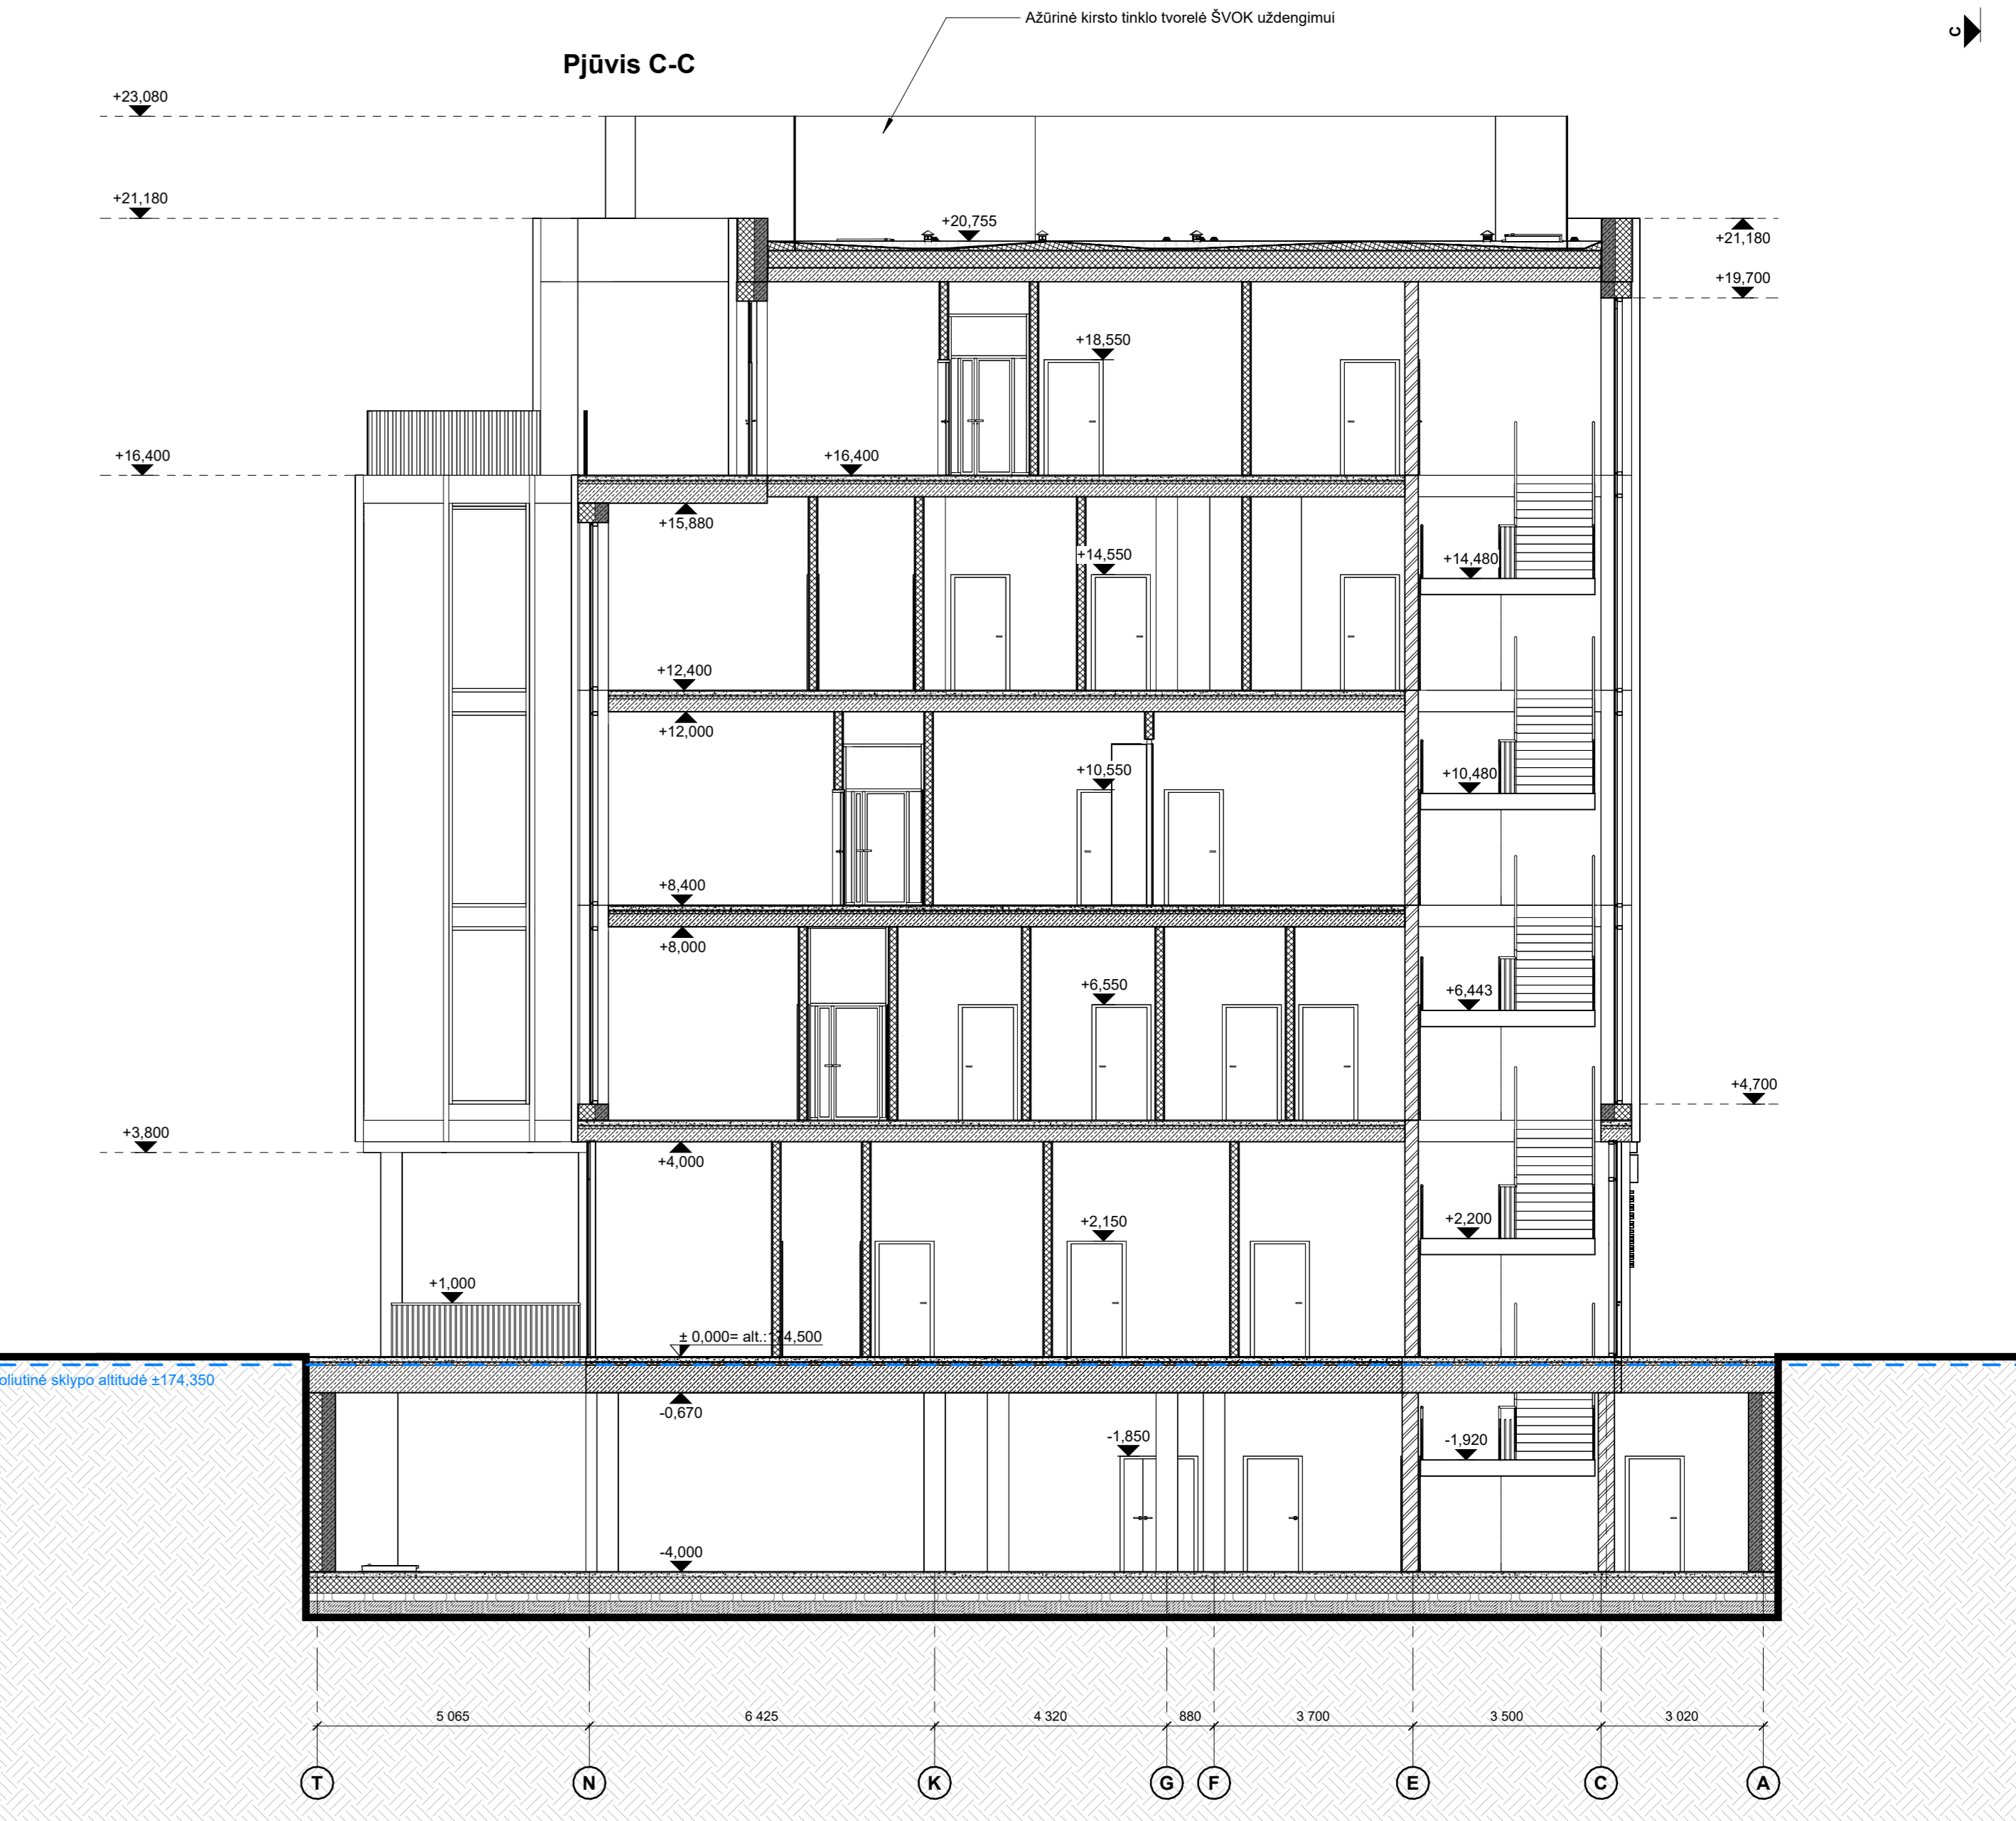 Ažūrinė kirsto tinklo tvorelė ŠVOK uždengimui
C
Pjūvis C-C
+23,080
+21,180
+20,755
+21,180
+19,700
+18,550
+16,400
+16,400
+15,880
+14,550
+14,480
+12,400
+12,000
+10,550
+10,480
+8,400
+8,000
+6,550
+6,443
+4,700
+3,800
+4,000
+2,150
+2,200
+1,000
± 0,000= alt.: 4,500
sklypo altitudė ±174,350
-0,670
-1,850
-1,920
-4,000
5 065
6 425
4 320
880
3 700
3 500
3 020
T
N
K
G
F
E
C
A